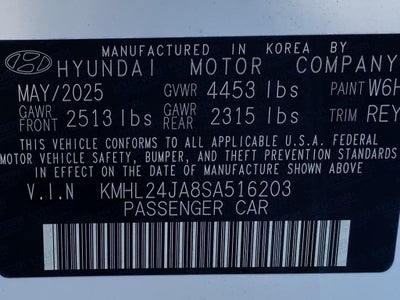 MANUFACTURED IN KOREA BY
HYUNDAI MOTOR COMPANY
MAY/2025 GVWR 4453 lbs PAINT W6H
GAWR FRONT 2513 lbs GAWR REAR 2315 lbs TRIM REY
THIS VEHICLE CONFORMS TO ALL APPLICABLE U.S.A. FEDERAL
MOTOR VEHICLE SAFETY, BUMPER, AND THEFT PREVENTION STANDARDS
IN EFFECT ON THE DATE OF MANUFACTURE SHOWN ABOVE.
V.I.N KMHL24JA8SA516203
PASSENGER CAR